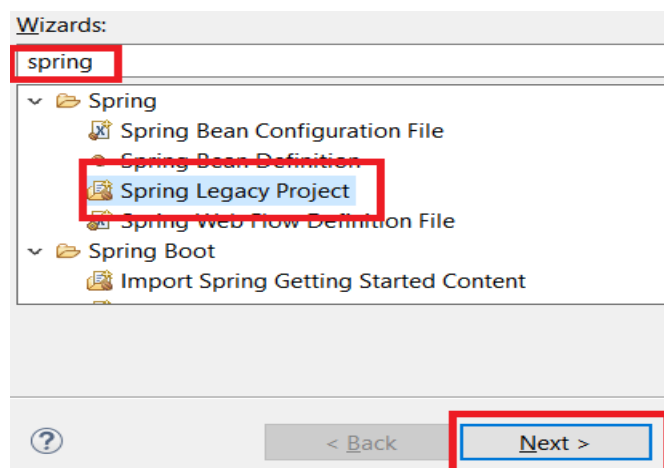 Wizards:
spring
Spring
Spring Bean Configuration File
Spring Bean Definition
Spring Legacy Project
Spring Web Flow Definition File
Spring Boot
Import Spring Getting Started Content
?
< Back
Next >